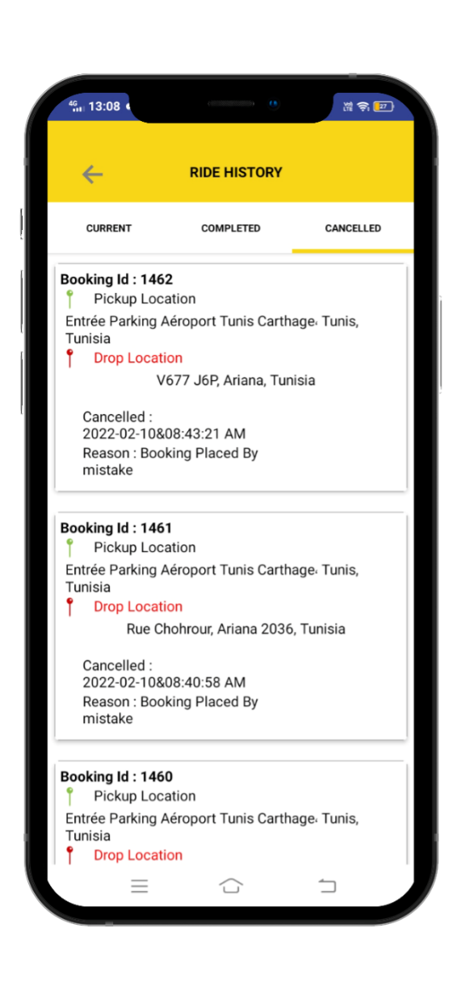 4G 13:08 VoI) LTE 27
RIDE HISTORY
CURRENT COMPLETED CANCELLED
Booking Id : 1462
Pickup Location
Entrée Parking Aéroport Tunis Carthage، Tunis,
Tunisia
Drop Location
V677 J6P, Ariana, Tunisia
Cancelled :
2022-02-10&08:43:21 AM
Reason : Booking Placed By
mistake
Booking Id : 1461
Pickup Location
Entrée Parking Aéroport Tunis Carthage، Tunis,
Tunisia
Drop Location
Rue Chohrour, Ariana 2036, Tunisia
Cancelled :
2022-02-10&08:40:58 AM
Reason : Booking Placed By
mistake
Booking Id : 1460
Pickup Location
Entrée Parking Aéroport Tunis Carthage، Tunis,
Tunisia
Drop Location